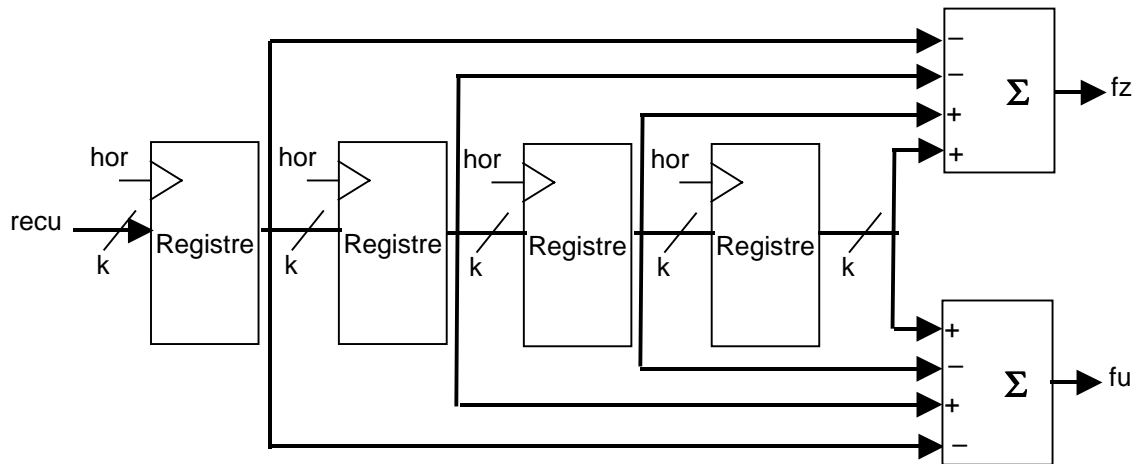 −
−
+
+
Σ
fz
hor
hor
hor
hor
recu
k
Registre
k
Registre
k
Registre
k
Registre
k
+
−
+
−
Σ
fu